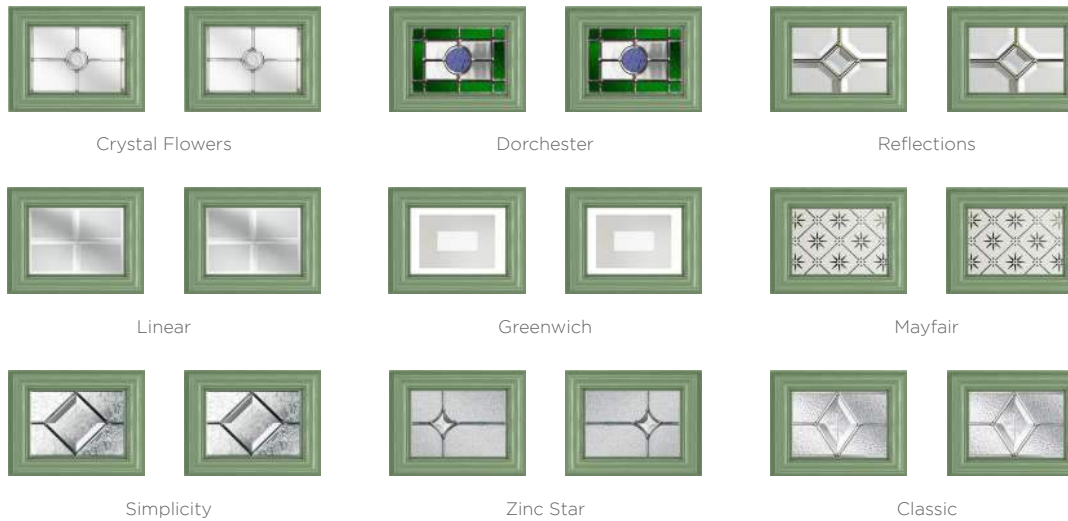 Crystal Flowers
Dorchester
Reflections
Linear
Greenwich
Mayfair
Simplicity
Zinc Star
Classic